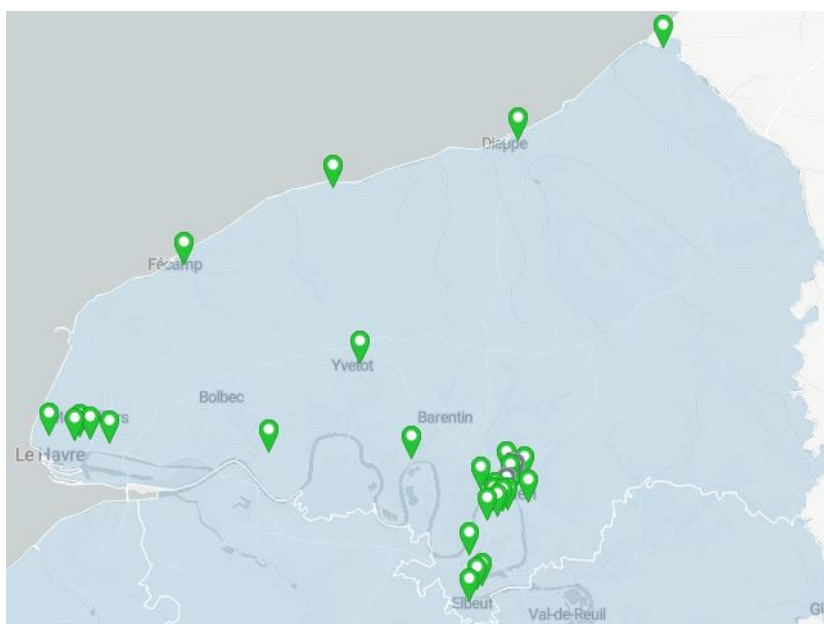 Dieppe
Fécamp
Yvetot
Bolbec
Barentin
Le Havre
Elbeuf
Val-de-Reuil